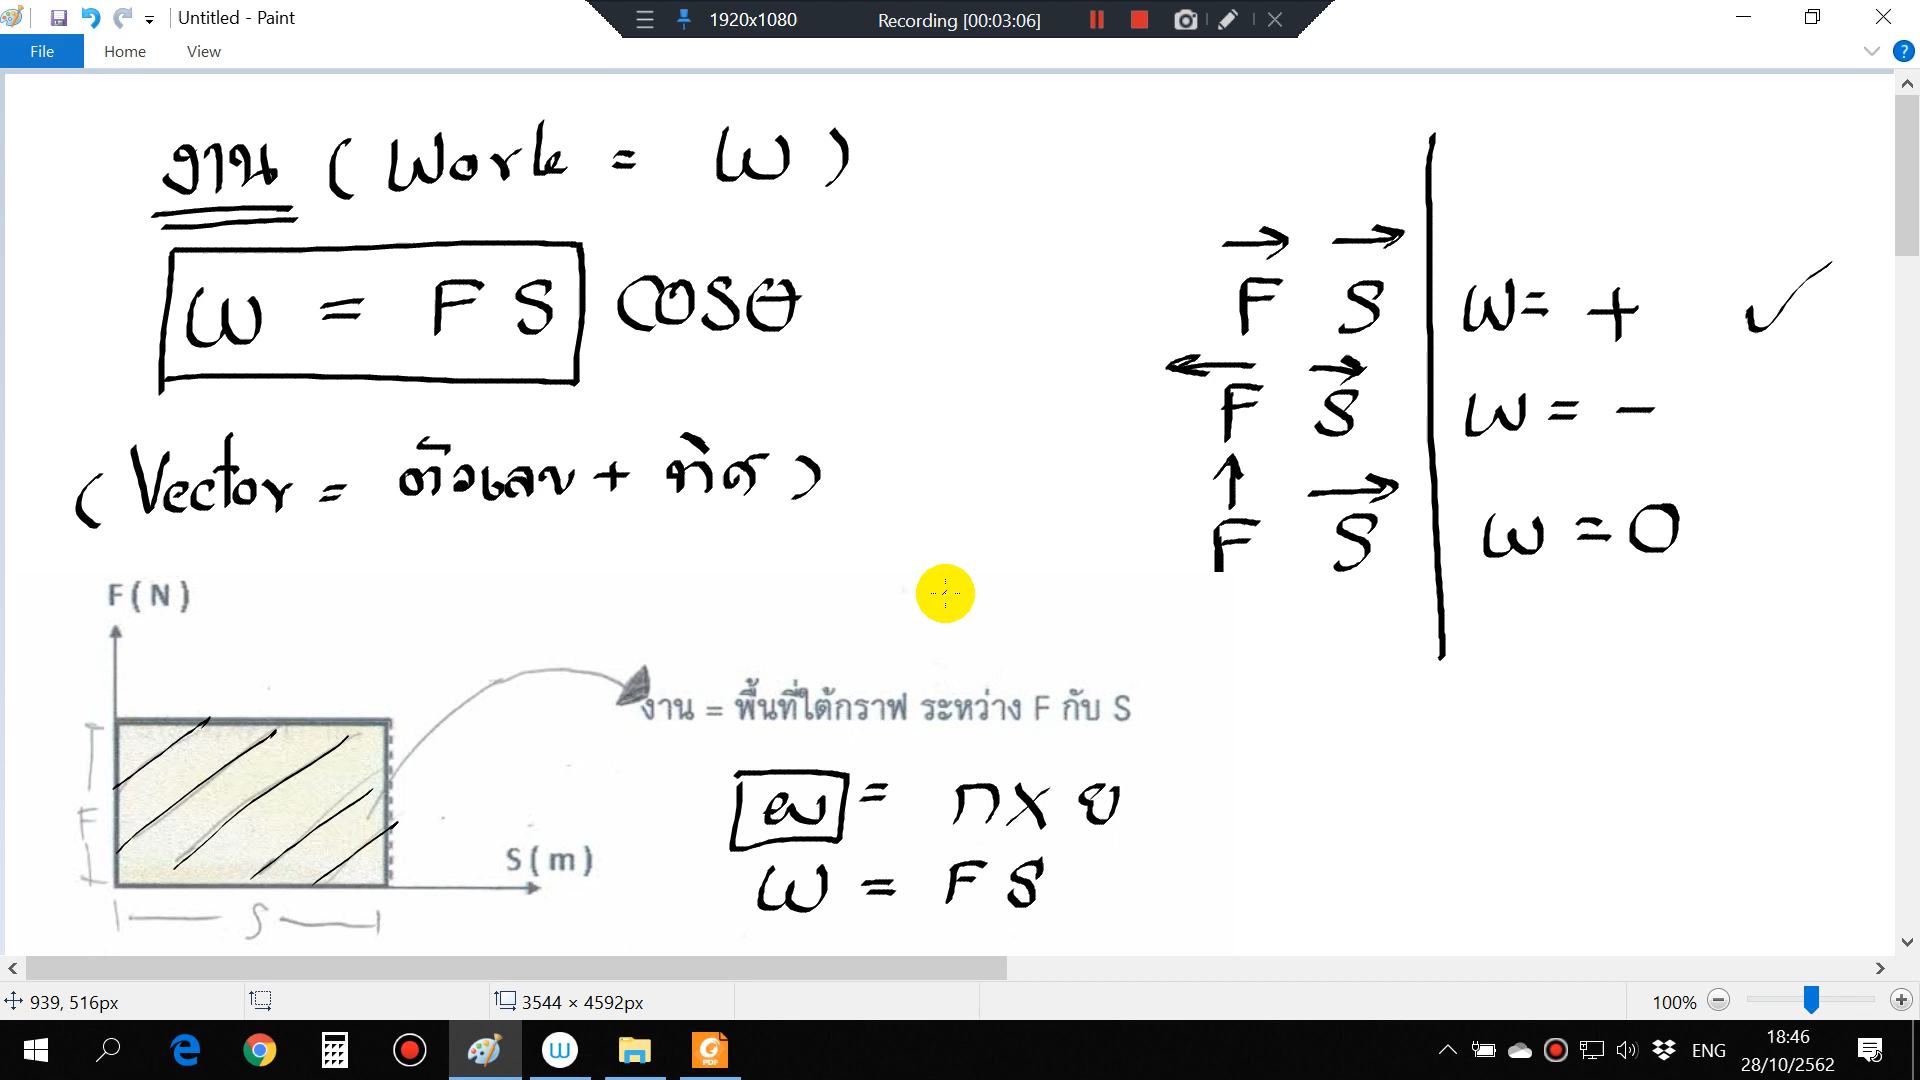 Untitled - Paint
1920x1080
Recording [00:03:06]
File
Home
View
งาน ( Work = W )
W = F S cosθ
( Vector = ตัวเลข + ทิศ )
F S W = +
F S W = -
F S W = 0
F ( N )
งาน = พื้นที่ใต้กราฟ ระหว่าง F กับ S
F
S ( m )
S
= ก x ย
W = F S
939, 516px
3544 × 4592px
100%
ENG
18:46
28/10/2562
PDF